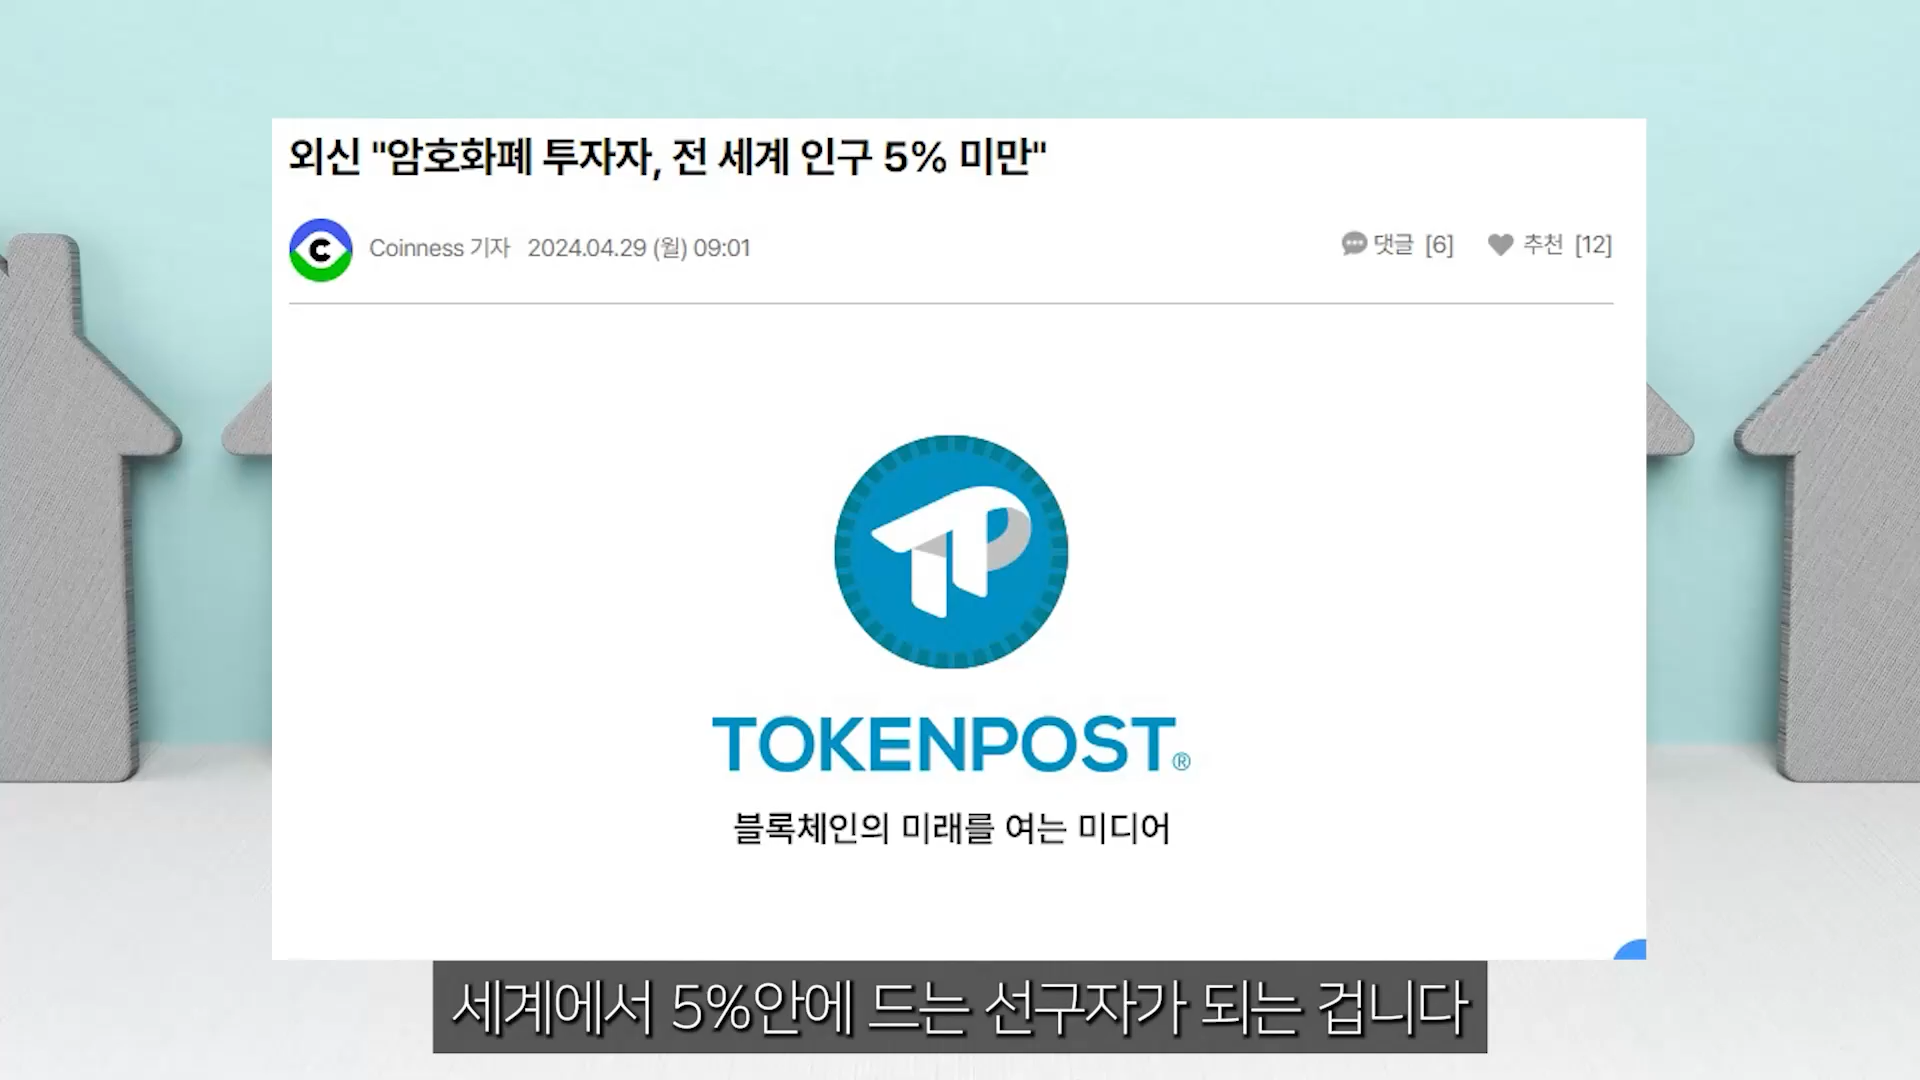 외신 "암호화폐 투자자, 전 세계 인구 5% 미만"
C
Coinness 기자 2024.04.29 (월) 09:01
댓글 [6] 추천 [12]
TP
TOKENPOST®
블록체인의 미래를 여는 미디어
세계에서 5%안에 드는 선구자가 되는 겁니다